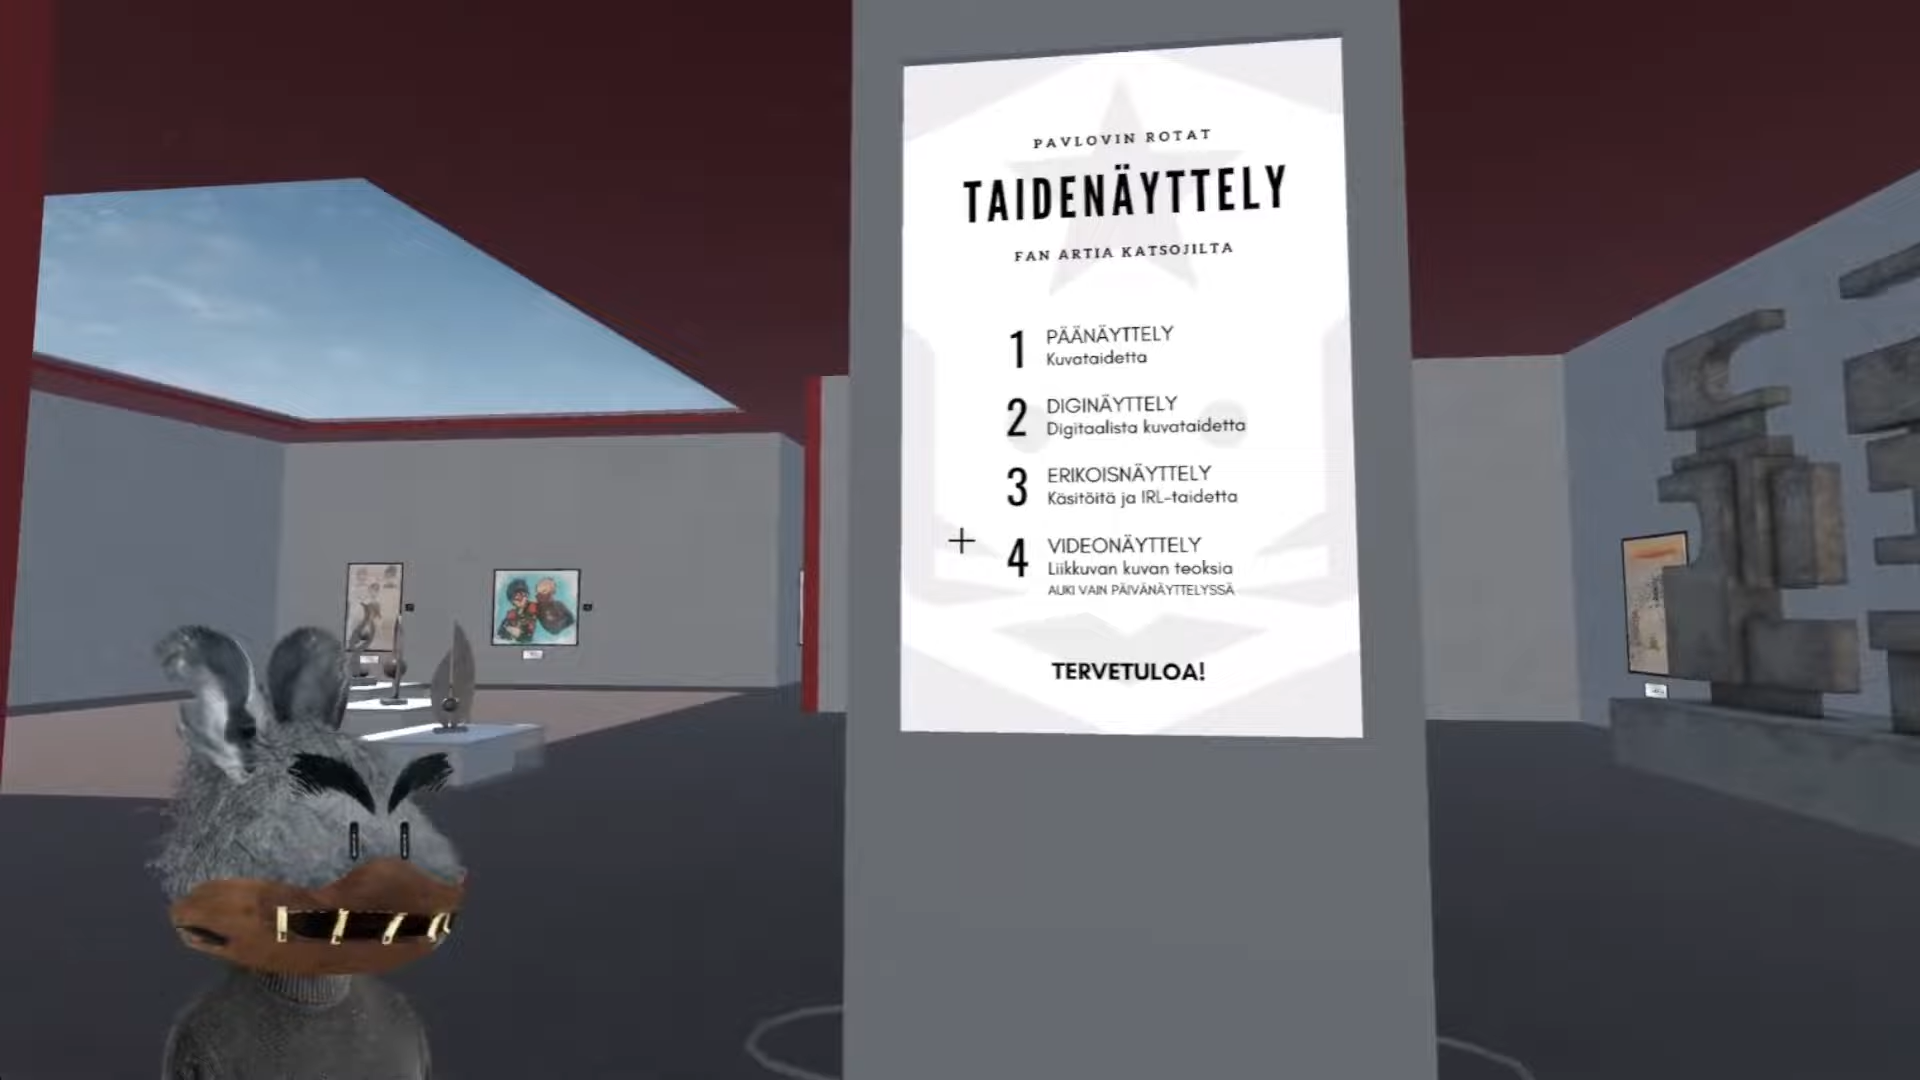 PAVLOVIN ROTAT
TAIDENÄYTTELY
FAN ARTIA KATSOJILTA
1 PÄÄNÄYTTELY
Kuvataidetta
2 DIGINÄYTTELY
Digitaalista kuvataidetta
3 ERIKOISNÄYTTELY
Käsitöitä ja IRL-taidetta
4 VIDEONÄYTTELY
Liikkuvan kuvan teoksia
AUKI VAIN PÄIVÄNÄYTTELYSSÄ
TERVETULOA!